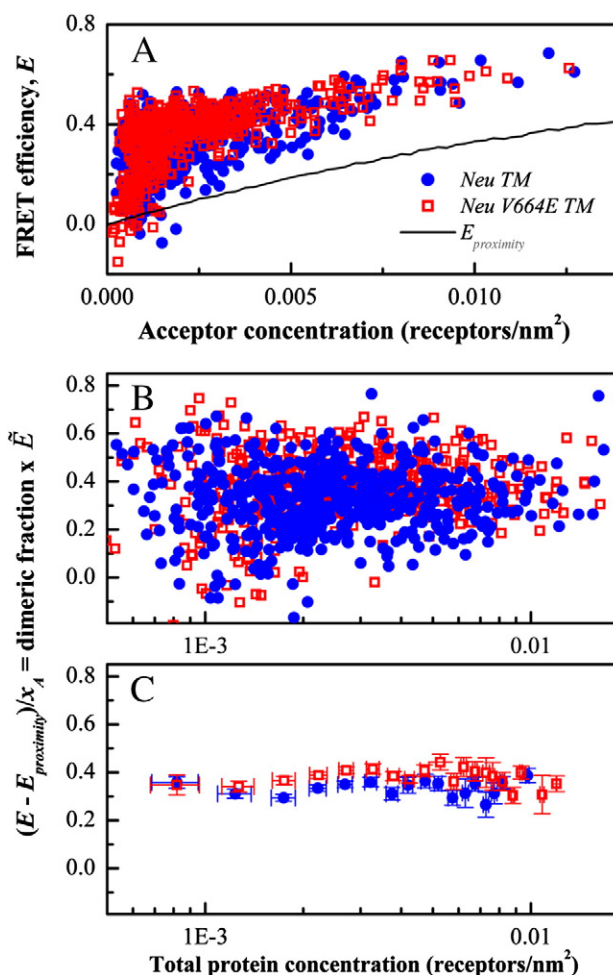 A
0.8
0.4
0.0
FRET efficiency, E
Neu TM
Neu V664E TM
E proximity
0.000
0.005
0.010
Acceptor concentration (receptors/nm²)
B
0.8
0.6
0.4
0.2
0.0
1E-3
0.01
(E - E proximity)/x A = dimeric fraction x Ẽ
C
0.8
0.6
0.4
0.2
0.0
1E-3
0.01
Total protein concentration (receptors/nm²)